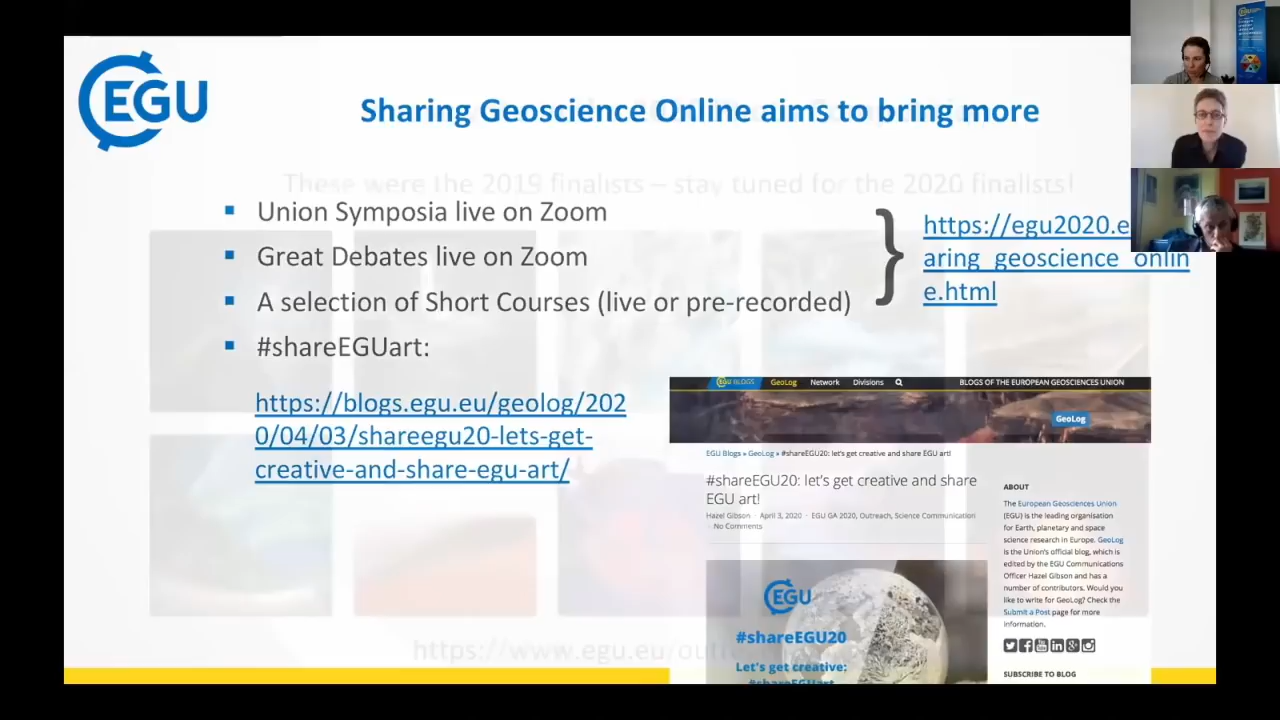 EGU
Sharing Geoscience Online aims to bring more
These were the 2019 finalists – stay tuned for the 2020 finalists!
Union Symposia live on Zoom
Great Debates live on Zoom
A selection of Short Courses (live or pre-recorded)
#shareEGUart:
https://egu2020.e
aring_geoscience_onlin
e.html
https://blogs.egu.eu/geolog/202
0/04/03/shareegu20-lets-get-
creative-and-share-egu-art/
EGU BLOGS GeoLog Network Divisions BLOGS OF THE EUROPEAN GEOSCIENCES UNION
GeoLog
EGU Blogs » GeoLog » #shareEGU20: let's get creative and share EGU art!
#shareEGU20: let's get creative and share
EGU art!
Hazel Gibson · April 3, 2020 · EGU GA 2020, Outreach, Science Communication
· No Comments
ABOUT
The European Geosciences Union
(EGU) is the leading organisation
for Earth, planetary and space
science research in Europe. GeoLog
is the Union's official blog, which is
edited by the EGU Communications
Officer Hazel Gibson and has a
number of contributors. Would you
like to write for GeoLog? Check the
Submit a Post page for more
information.
SUBSCRIBE TO BLOG
EGU
#shareEGU20
Let's get creative:
#shareEGUart
https://www.egu.eu/out